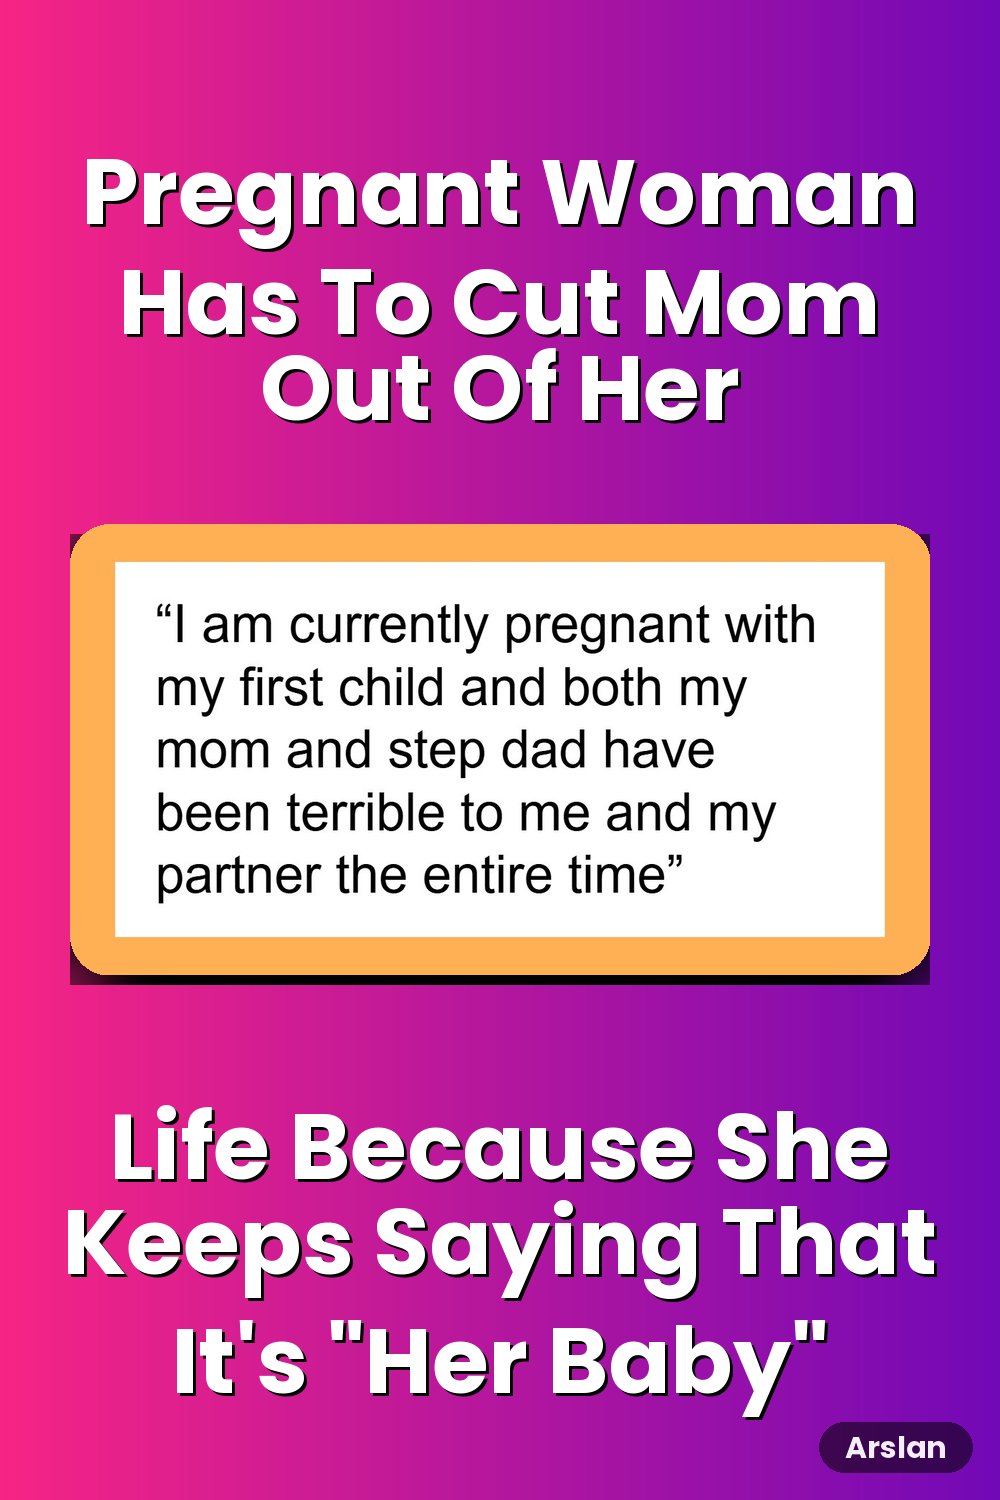 Pregnant Woman
Has To Cut Mom
Out Of Her
“I am currently pregnant with
my first child and both my
mom and step dad have
been terrible to me and my
partner the entire time”
Life Because She
Keeps Saying That
It's "Her Baby"
Arslan